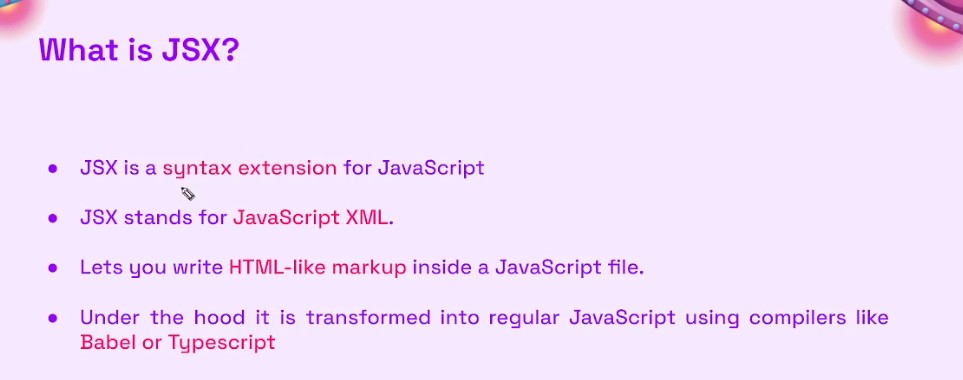 What is JSX?
● JSX is a syntax extension for JavaScript
● JSX stands for JavaScript XML.
● Lets you write HTML-like markup inside a JavaScript file.
● Under the hood it is transformed into regular JavaScript using compilers like
Babel or Typescript